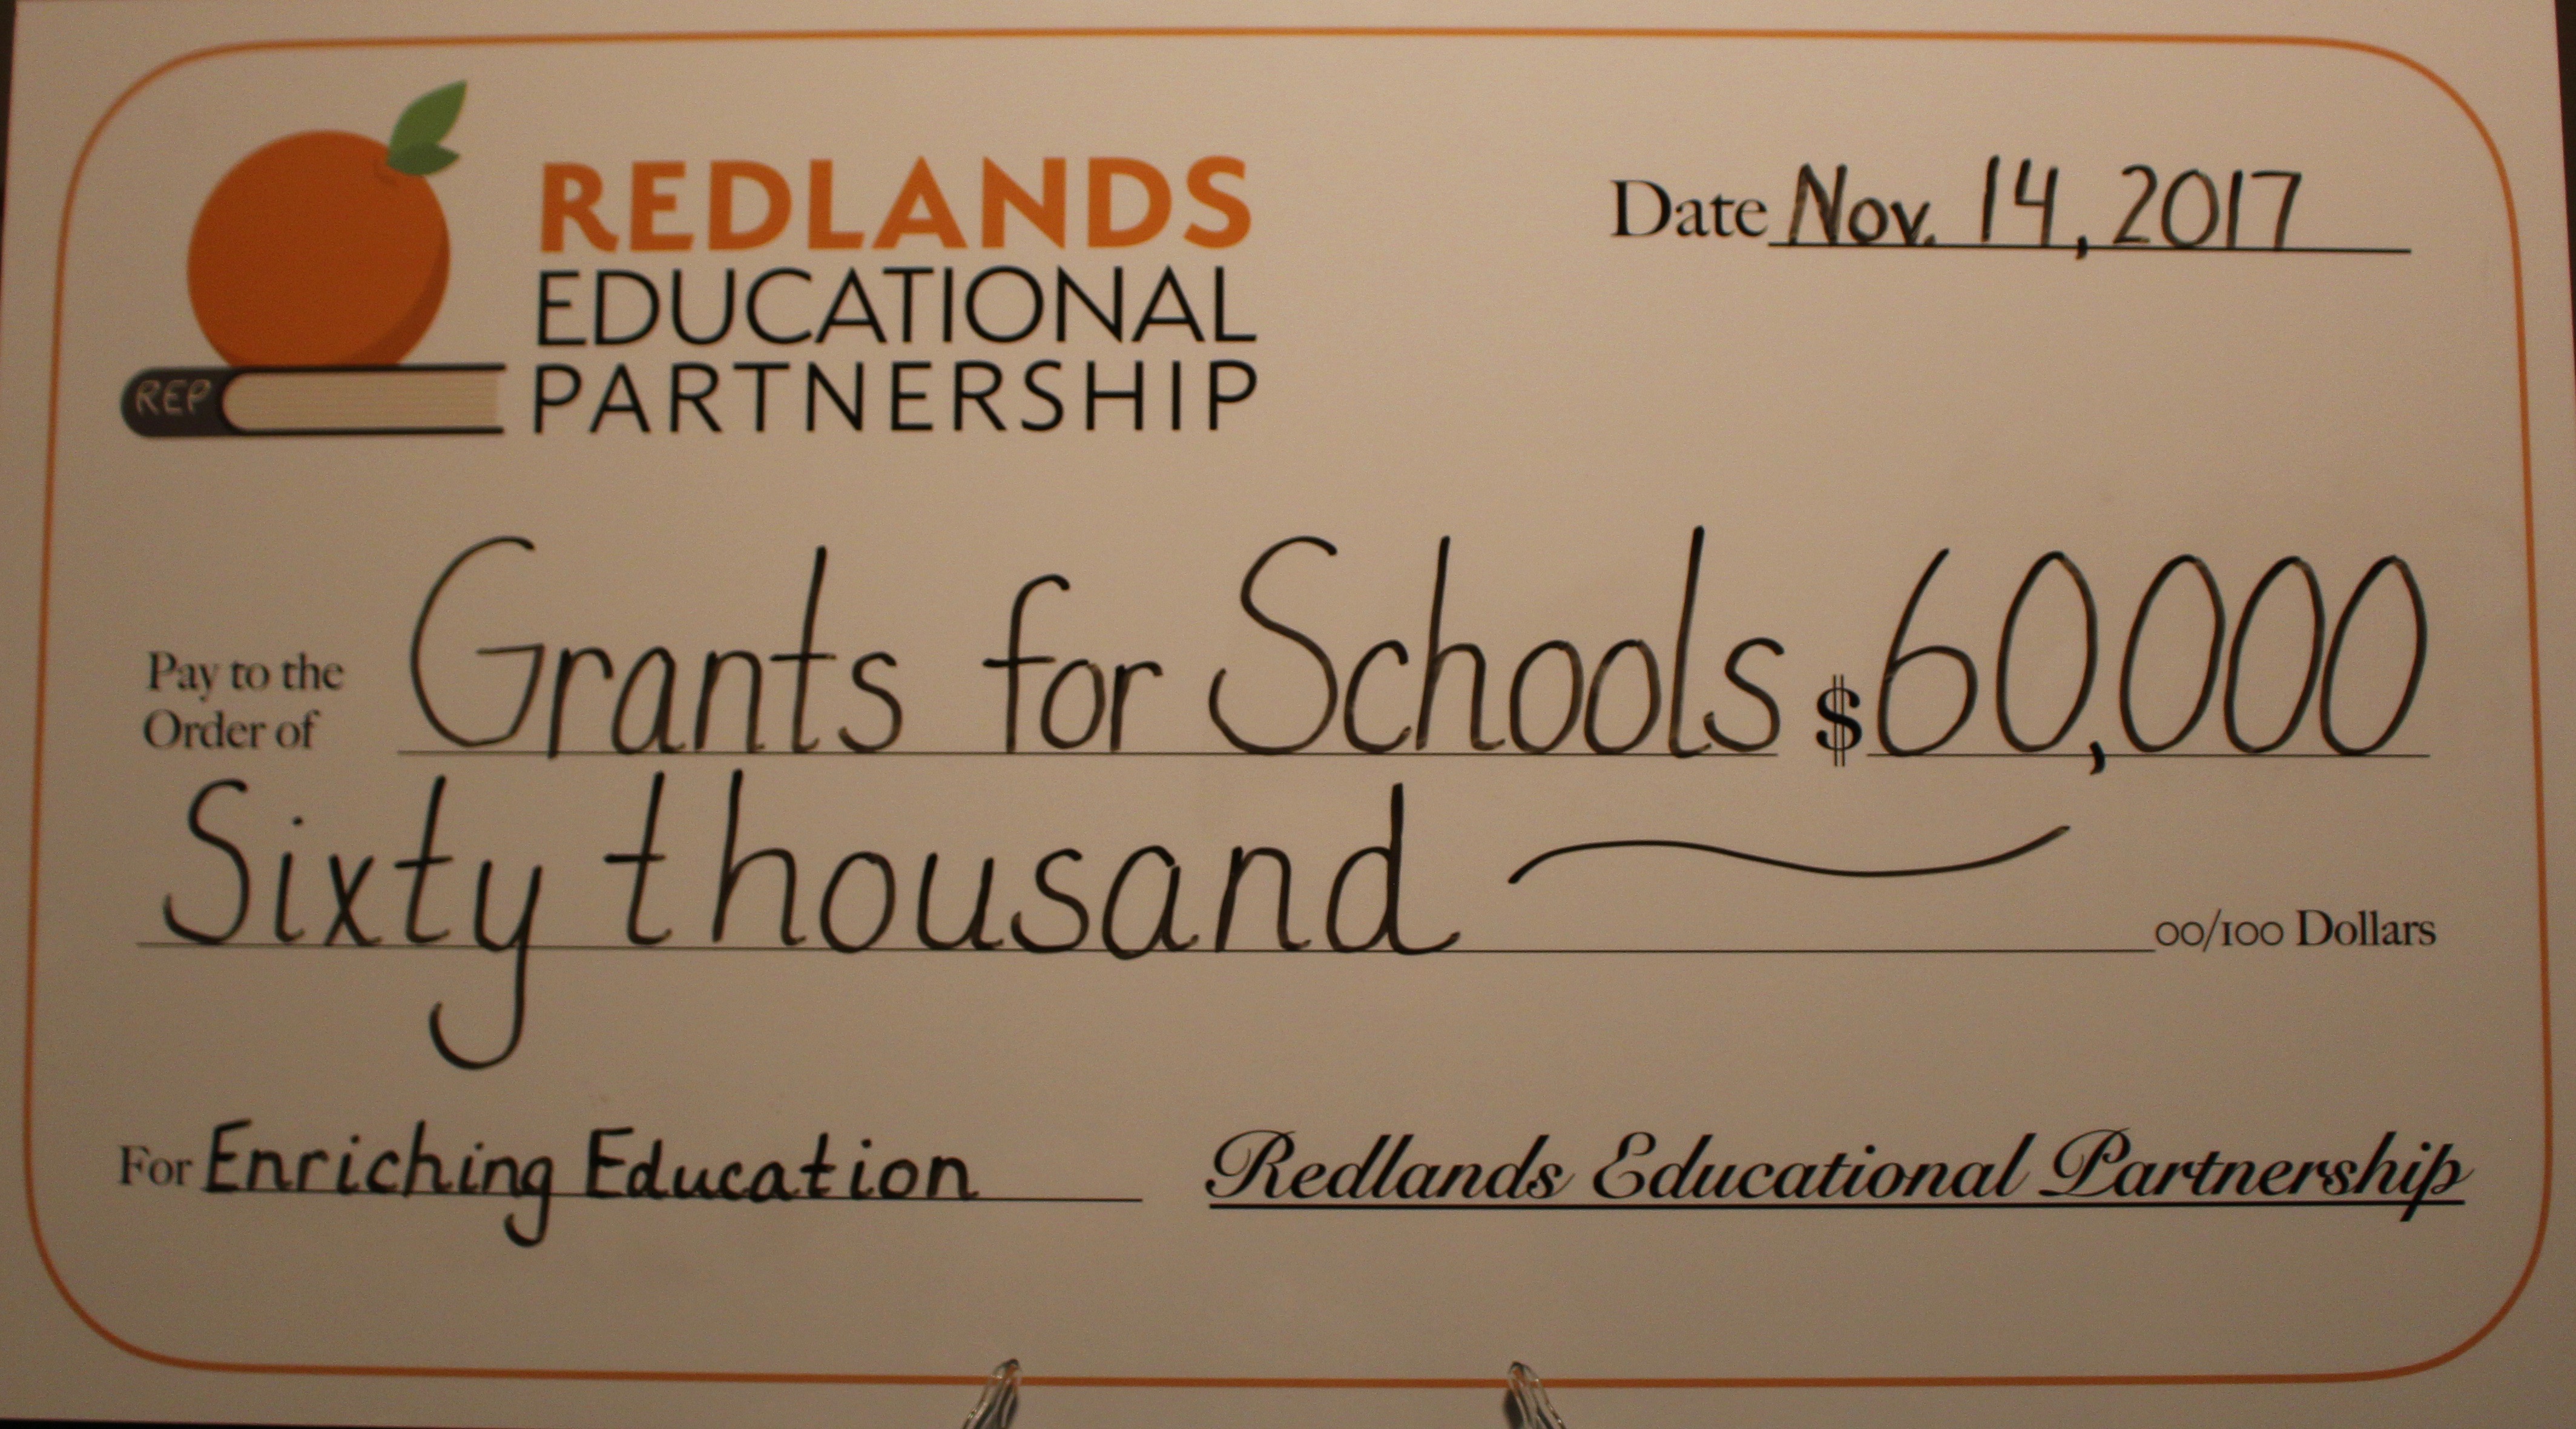 REDLANDS
EDUCATIONAL
PARTNERSHIP
REP
Date Nov. 14, 2017
Pay to the
Order of Grants for Schools $60,000
Sixty thousand 00/100 Dollars
For Enriching Education
Redlands Educational Partnership